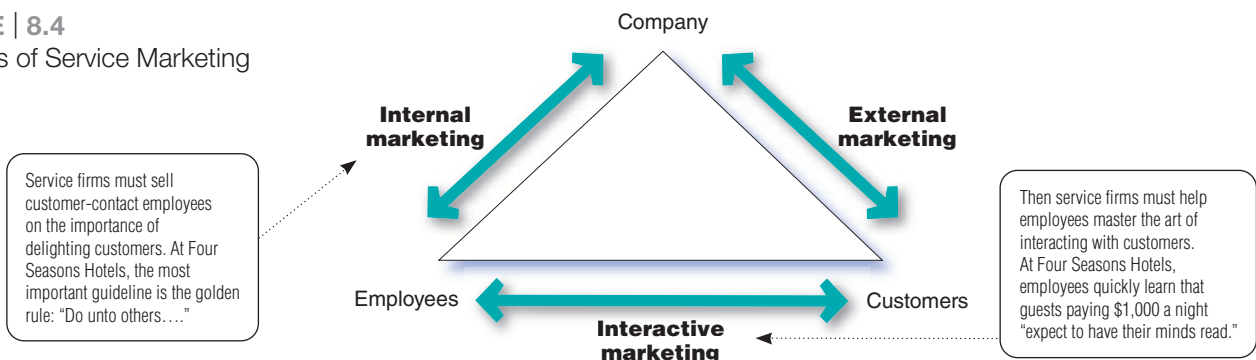 E | 8.4
s of Service Marketing
Company
Internal
marketing
External
marketing
Service firms must sell
customer-contact employees
on the importance of
delighting customers. At Four
Seasons Hotels, the most
important guideline is the golden
rule: “Do unto others….”
Then service firms must help
employees master the art of
interacting with customers.
At Four Seasons Hotels,
employees quickly learn that
guests paying $1,000 a night
“expect to have their minds read.”
Employees
Customers
Interactive
marketing